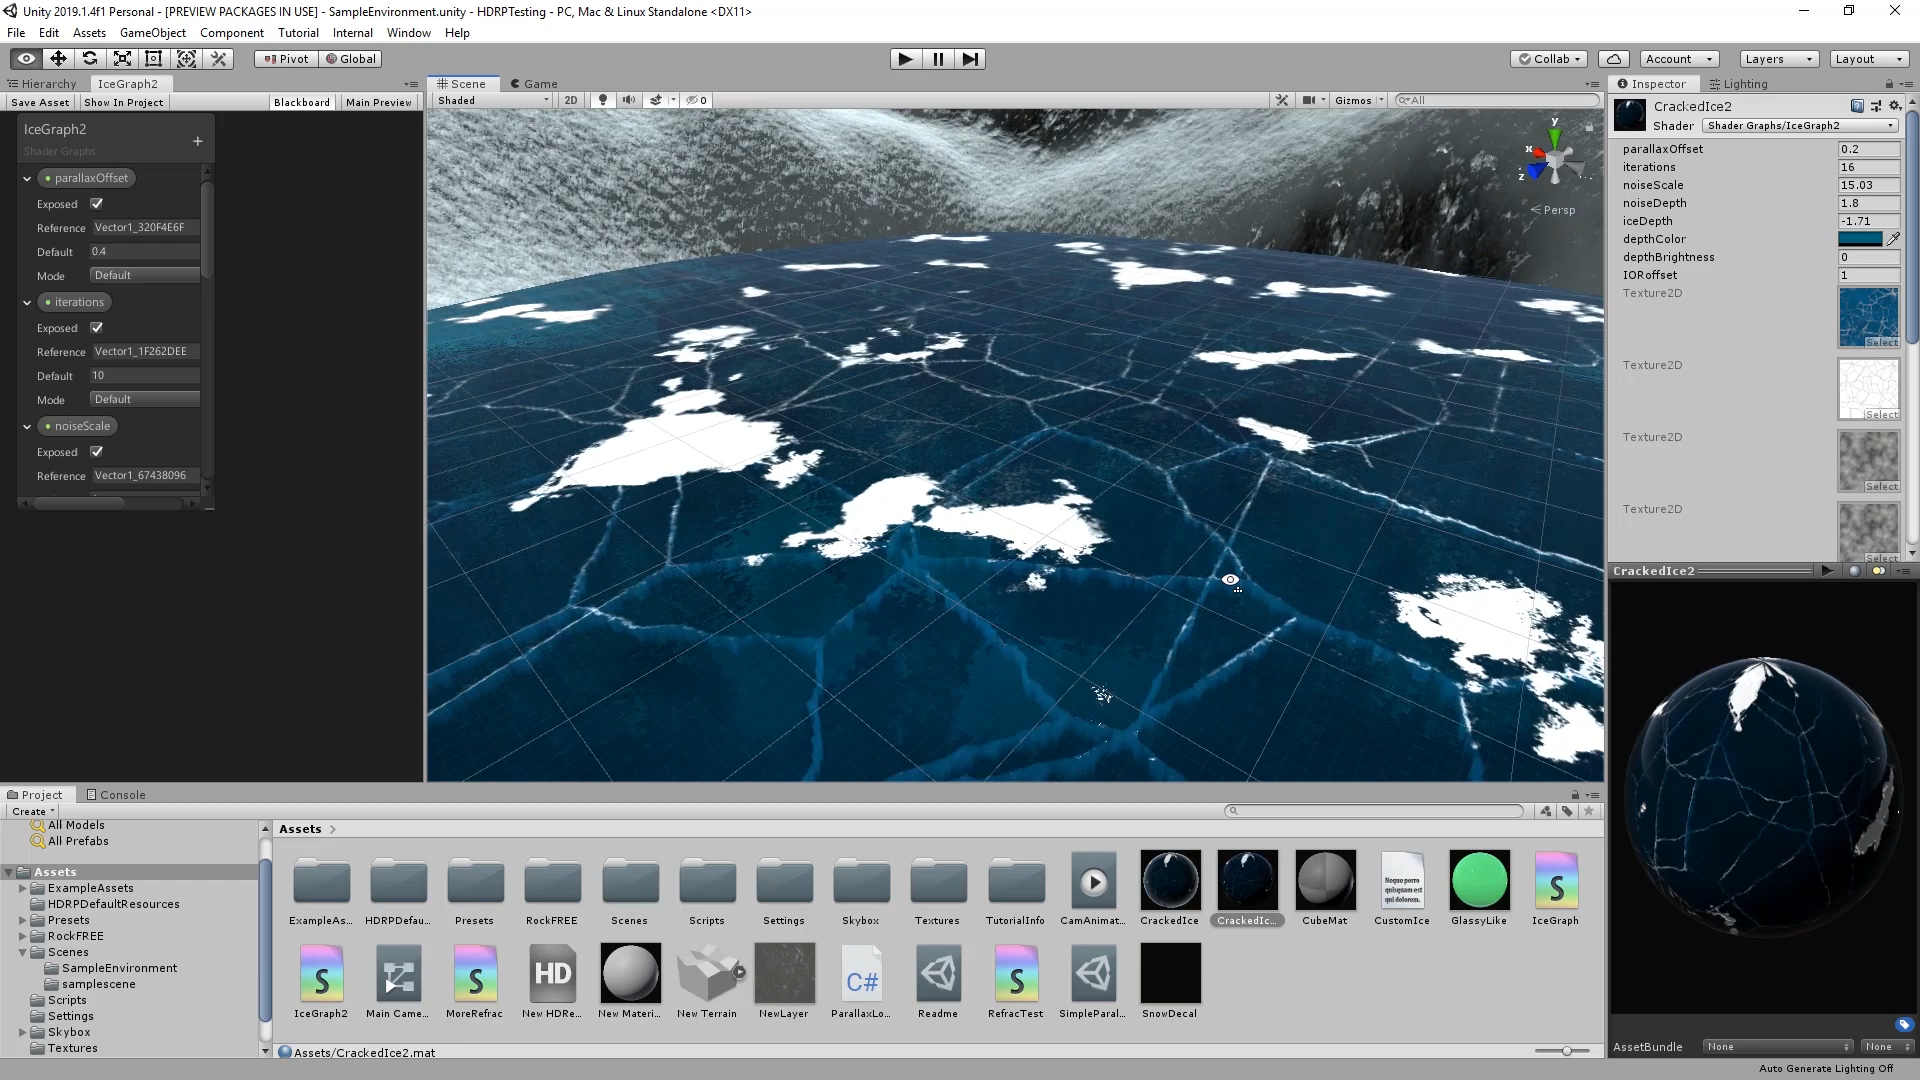 Unity 2019.1.4f1 Personal - [PREVIEW PACKAGES IN USE] - SampleEnvironment.unity - HDRPTesting - PC, Mac & Linux Standalone <DX11>
File Edit Assets GameObject Component Tutorial Internal Window Help
Pivot Global Collab Account Layers Layout
Hierarchy IceGraph2 Scene Game Inspector Lighting
Save Asset Show In Project Blackboard Main Preview Shaded 2D 0 Gizmos All
IceGraph2
Shader Graphs
parallaxOffset
Exposed
Reference Vector1_320F4E6F
Default 0.4
Mode Default
iterations
Exposed
Reference Vector1_1F262DEE
Default 10
Mode Default
noiseScale
Exposed
Reference Vector1_67438096
y
x
z
Persp
CrackedIce2
Shader Shader Graphs/IceGraph2
parallaxOffset 0.2
iterations 16
noiseScale 15.03
noiseDepth 1.8
iceDepth -1.71
depthColor
depthBrightness 0
IORoffset 1
Texture2D
Select
Texture2D
Select
Texture2D
Select
Texture2D
Select
CrackedIce2
Project Console
Create
All Models
All Prefabs
Assets
ExampleAssets
HDRPDefaultResources
Presets
RockFREE
Scenes
SampleEnvironment
samplescene
Scripts
Settings
Skybox
Textures
Assets
Neque porro
quisquam est
qui dolorem.
S
ExampleAs... HDRPDefau... Presets RockFREE Scenes Scripts Settings Skybox Textures TutorialInfo CamAnimat... CrackedIce CrackedIc... CubeMat CustomIce GlassyLike IceGraph
S S HD C# S
IceGraph2 Main Came... MoreRefrac New HDRe... New Materi... New Terrain NewLayer ParallaxLo... Readme RefracTest SimpleParal... SnowDecal
Assets/CrackedIce2.mat
AssetBundle None None
Auto Generate Lighting Off